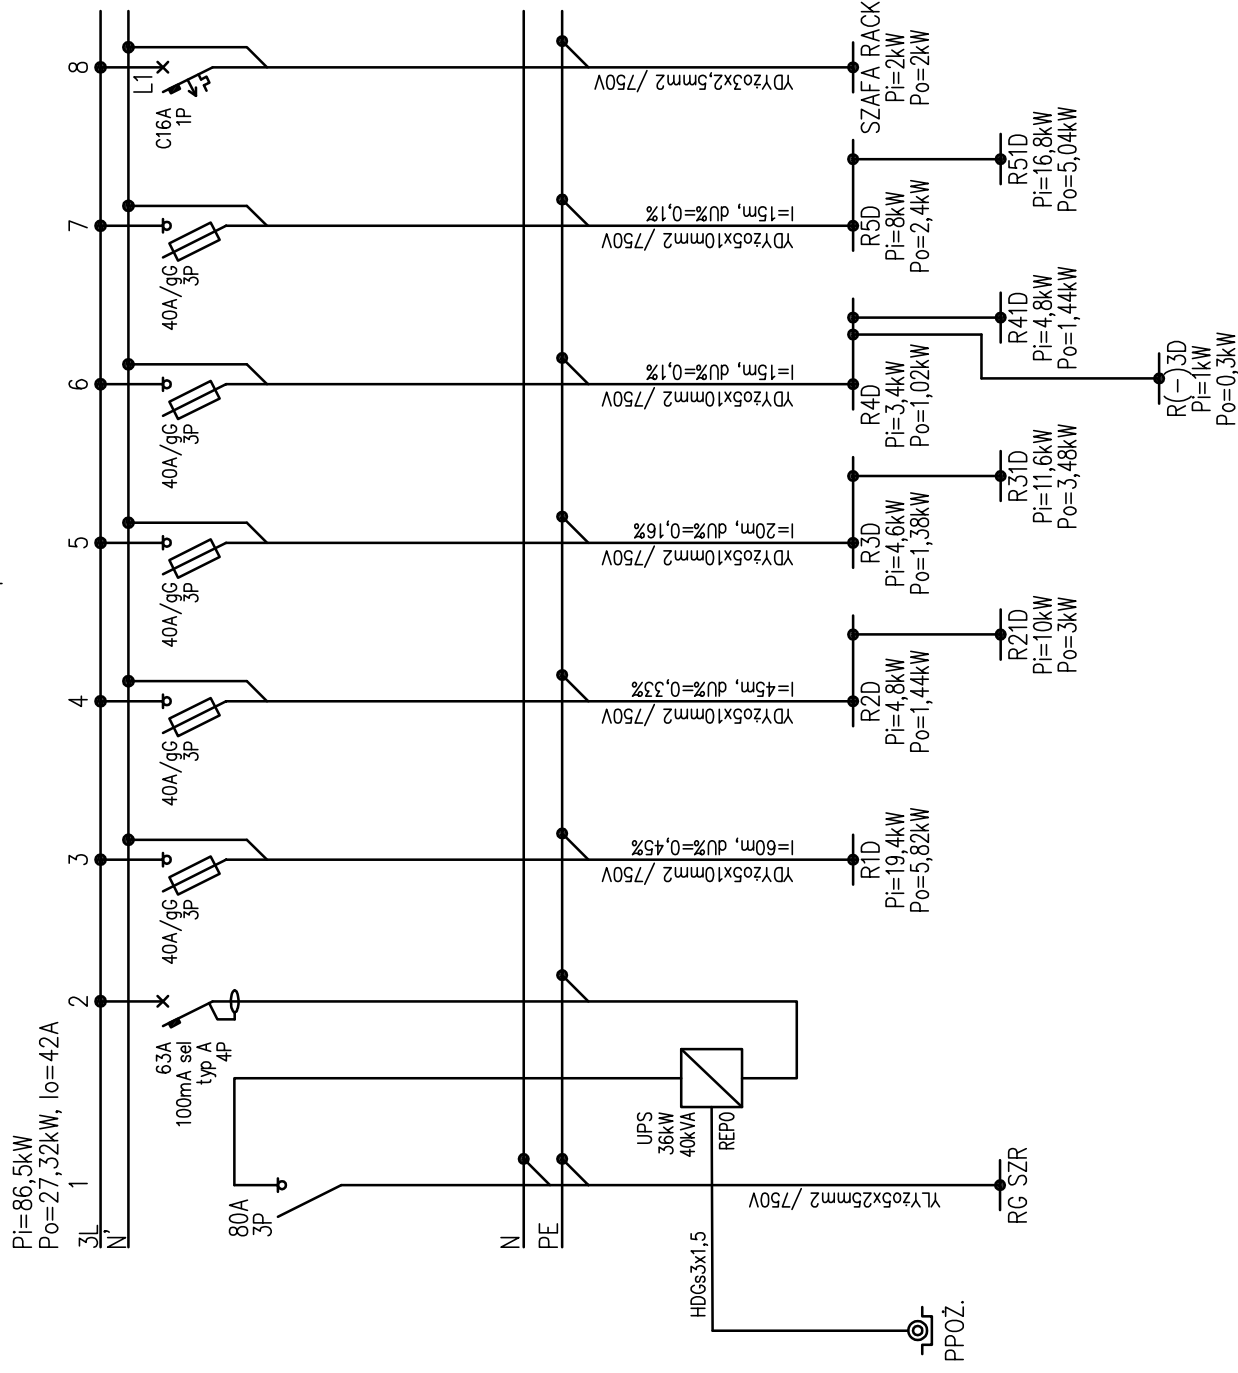 Pi=86,5kW
Po=27,32kW, Io=42A
3L,
N'
N
PE
1
80A
3P
YLYżo5x25mm2 / 750V
RG SZR
HDGs3x1,5
PPOŻ.
UPS
36kW
40kVA
REPO
2
63A
100mA sel
typ A
4P
3
40A/gG
3P
l=60m, dU%=0,45%
YDYżo5x10mm2 / 750V
R1D
Pi=19,4kW
Po=5,82kW
4
40A/gG
3P
l=45m, dU%=0,33%
YDYżo5x10mm2 / 750V
R2D
Pi=4,8kW
Po=1,44kW
R21D
Pi=10kW
Po=3kW
5
40A/gG
3P
l=20m, dU%=0,16%
YDYżo5x10mm2 / 750V
R3D
Pi=4,6kW
Po=1,38kW
R31D
Pi=11,6kW
Po=3,48kW
6
40A/gG
3P
l=15m, dU%=0,1%
YDYżo5x10mm2 / 750V
R4D
Pi=3,4kW
Po=1,02kW
R41D
Pi=4,8kW
Po=1,44kW
R(-)3D
Pi=1kW
Po=0,3kW
7
40A/gG
3P
l=15m, dU%=0,1%
YDYżo5x10mm2 / 750V
R5D
Pi=8kW
Po=2,4kW
R51D
Pi=16,8kW
Po=5,04kW
8
L1
C16A
1P
YDYżo3x2,5mm2 / 750V
SZAFA RACK
Pi=2kW
Po=2kW